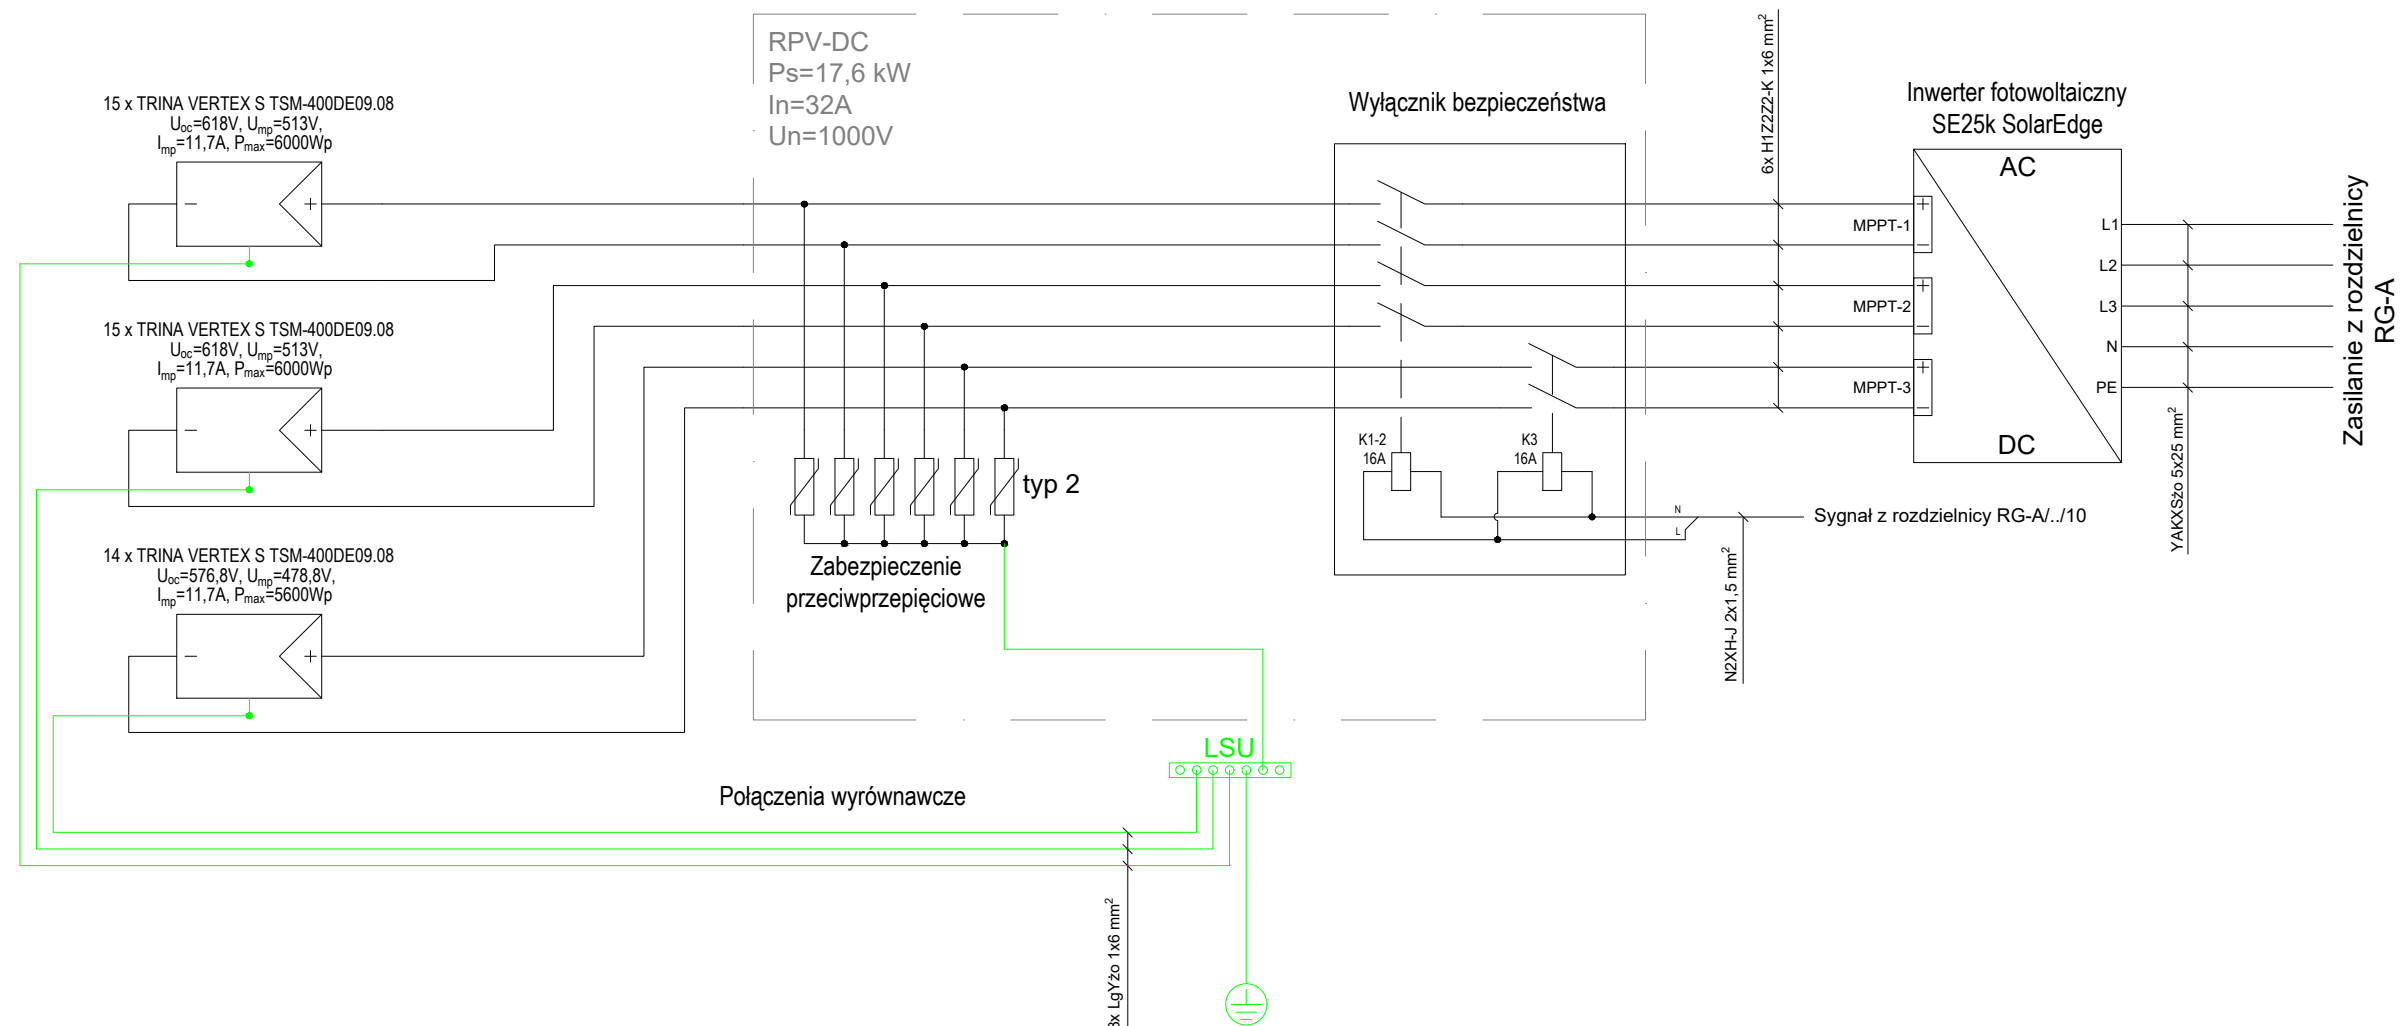 RPV-DC
Ps=17,6 kW
In=32A
Un=1000V
15 x TRINA VERTEX S TSM-400DE09.08
Uoc=618V, Ump=513V,
Imp=11,7A, Pmax=6000Wp
− +
15 x TRINA VERTEX S TSM-400DE09.08
Uoc=618V, Ump=513V,
Imp=11,7A, Pmax=6000Wp
− +
14 x TRINA VERTEX S TSM-400DE09.08
Uoc=576,8V, Ump=478,8V,
Imp=11,7A, Pmax=5600Wp
− +
typ 2
Zabezpieczenie
przeciwprzepięciowe
Wyłącznik bezpieczeństwa
K1-2
16A
K3
16A
N
L
Sygnał z rozdzielnicy RG-A/../10
N2XH-J 2x1,5 mm²
6x H1Z2Z2-K 1x6 mm²
Inwerter fotowoltaiczny
SE25k SolarEdge
AC
DC
MPPT-1
+
−
MPPT-2
+
−
MPPT-3
+
−
L1
L2
L3
N
PE
YAKXSżo 5x25 mm²
Zasilanie z rozdzielnicy
RG-A
LSU
Połączenia wyrównawcze
3x LgYżo 1x6 mm²